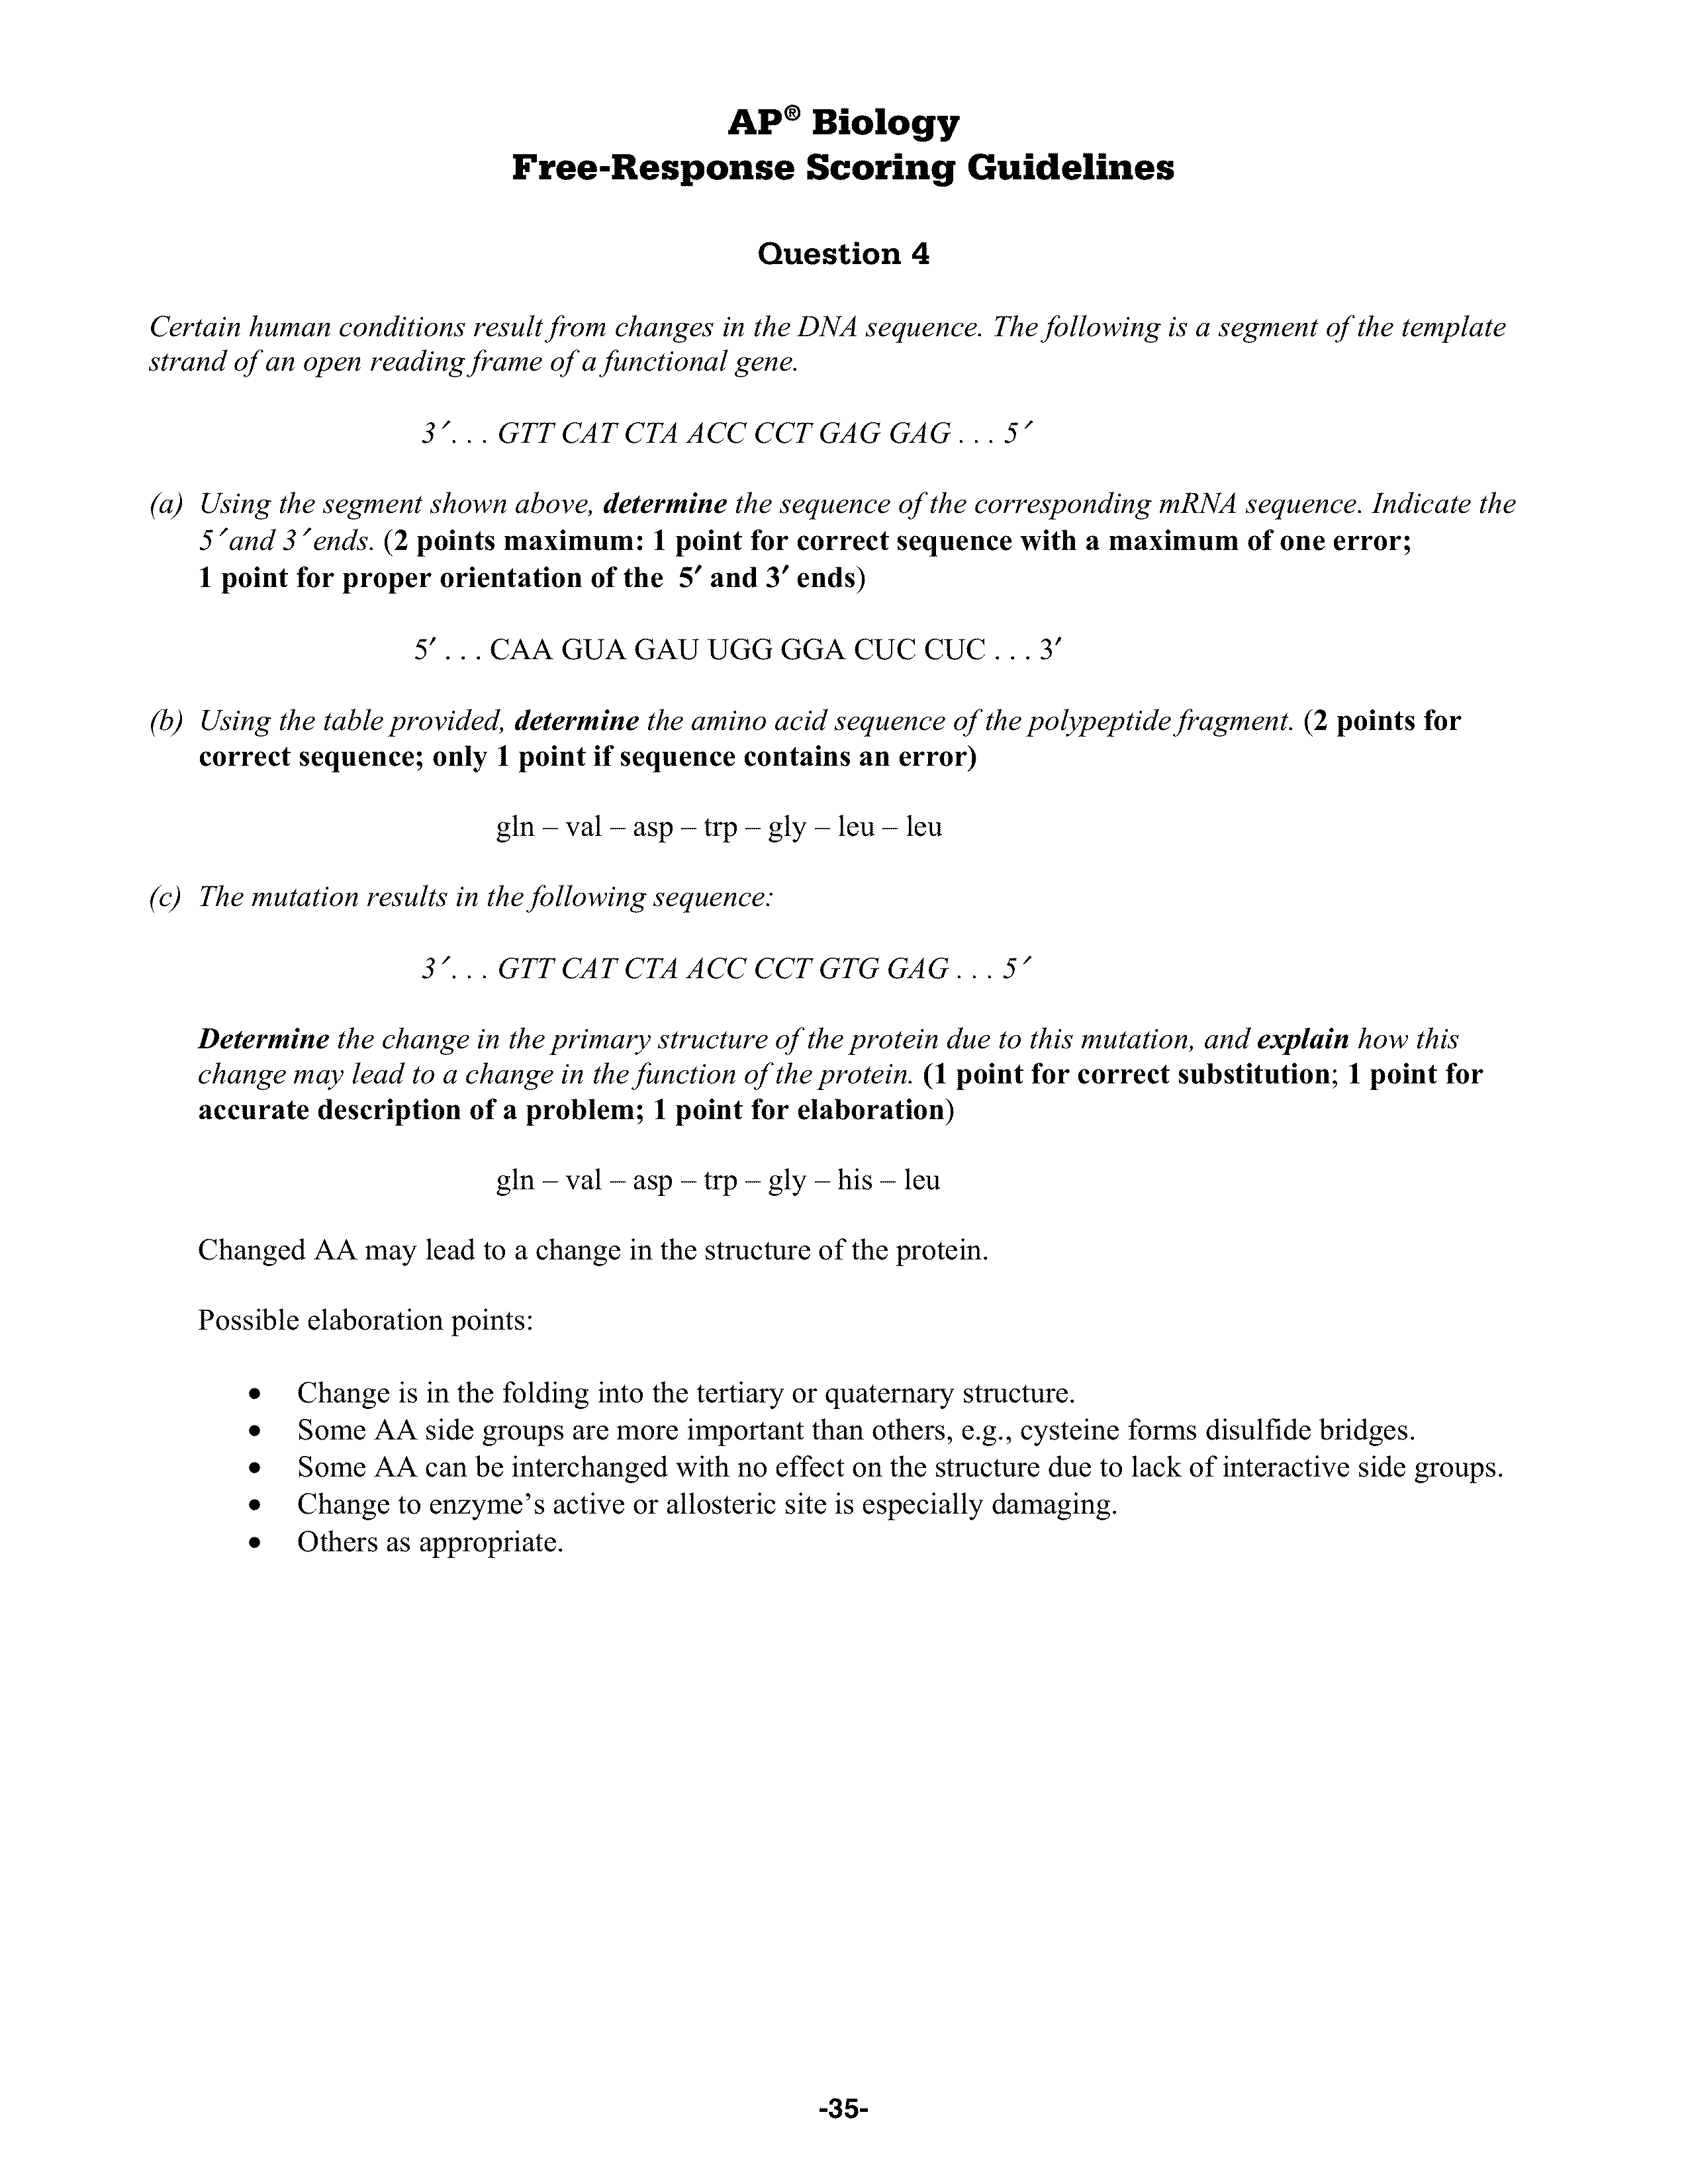 AP® Biology
Free-Response Scoring Guidelines
Question 4
Certain human conditions result from changes in the DNA sequence. The following is a segment of the template
strand of an open reading frame of a functional gene.
3′. . . GTT CAT CTA ACC CCT GAG GAG . . . 5′
(a) Using the segment shown above, determine the sequence of the corresponding mRNA sequence. Indicate the
5′and 3′ends. (2 points maximum: 1 point for correct sequence with a maximum of one error;
1 point for proper orientation of the 5′ and 3′ ends)
5′ . . . CAA GUA GAU UGG GGA CUC CUC . . . 3′
(b) Using the table provided, determine the amino acid sequence of the polypeptide fragment. (2 points for
correct sequence; only 1 point if sequence contains an error)
gln – val – asp – trp – gly – leu – leu
(c) The mutation results in the following sequence:
3′. . . GTT CAT CTA ACC CCT GTG GAG . . . 5′
Determine the change in the primary structure of the protein due to this mutation, and explain how this
change may lead to a change in the function of the protein. (1 point for correct substitution; 1 point for
accurate description of a problem; 1 point for elaboration)
gln – val – asp – trp – gly – his – leu
Changed AA may lead to a change in the structure of the protein.
Possible elaboration points:
• Change is in the folding into the tertiary or quaternary structure.
• Some AA side groups are more important than others, e.g., cysteine forms disulfide bridges.
• Some AA can be interchanged with no effect on the structure due to lack of interactive side groups.
• Change to enzyme’s active or allosteric site is especially damaging.
• Others as appropriate.
-35-